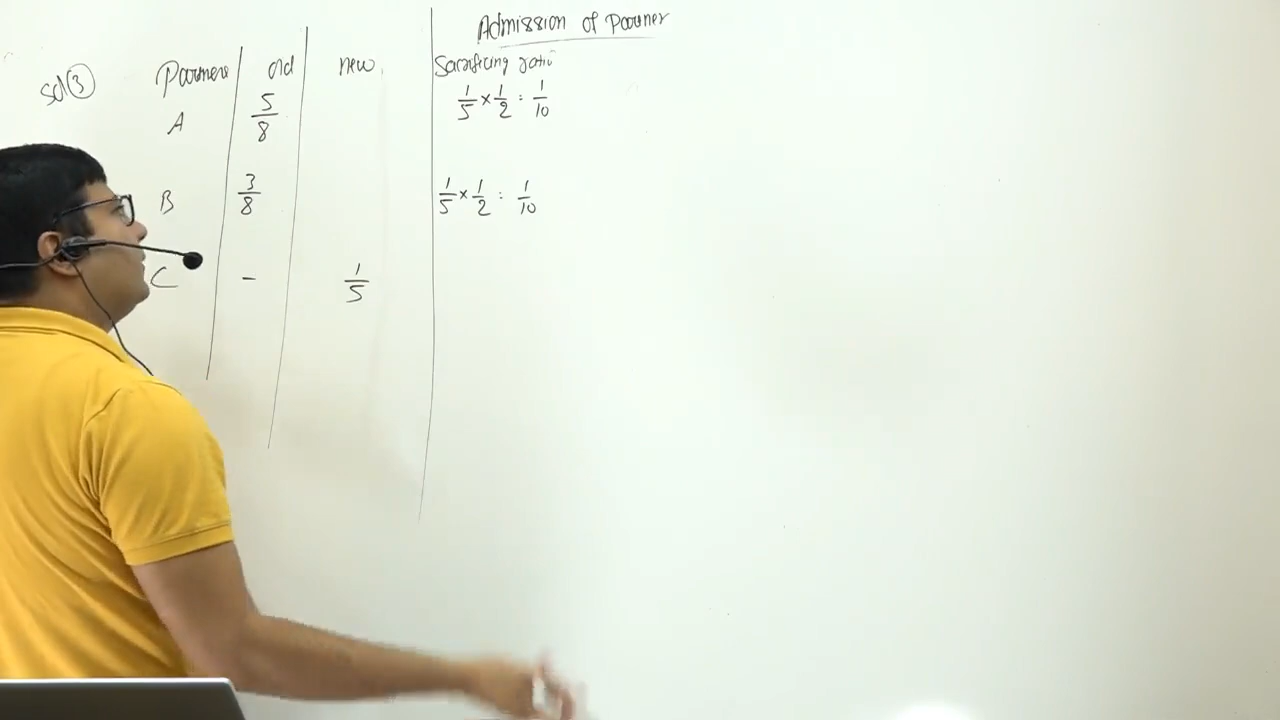 Admission of Partner
Sol (3) Partners old new Sacrificing ratio
A 5/8 1/5 × 1/2 = 1/10
B 3/8 1/5 × 1/2 = 1/10
C - 1/5